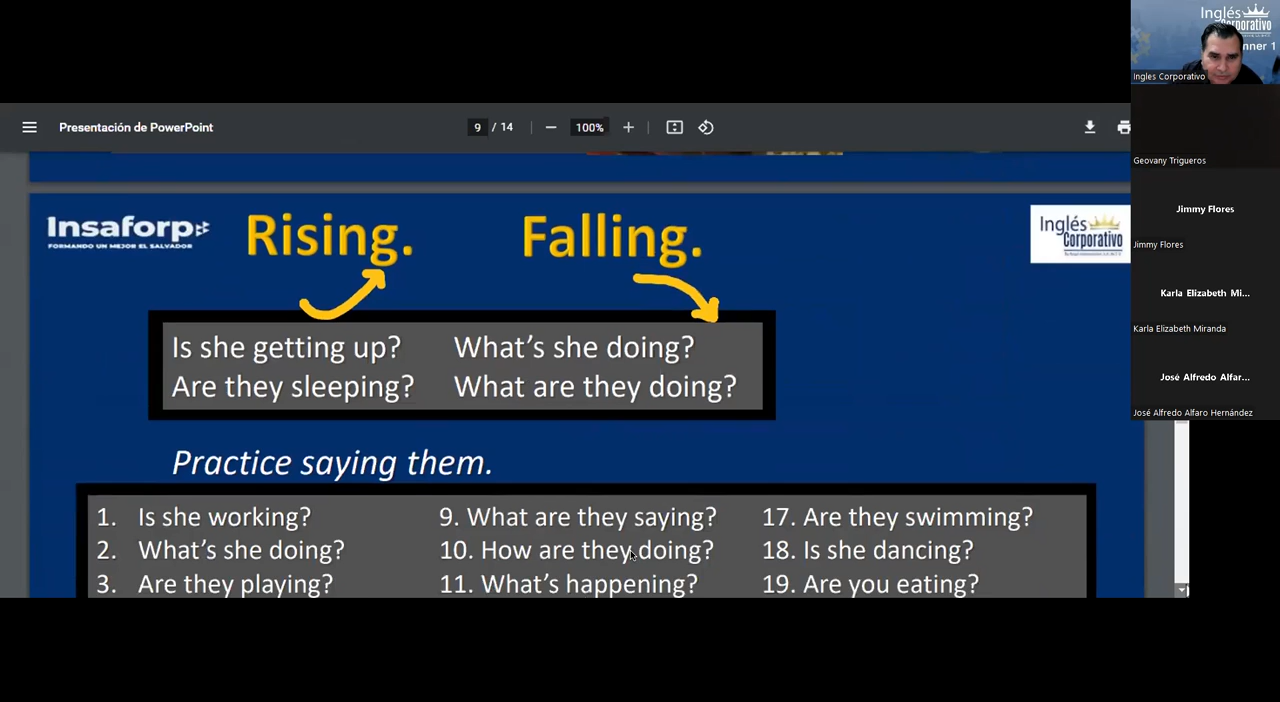 Inglés
Corporativo
nner 1
Ingles Corporativo
Presentación de PowerPoint
9 / 14
100%
Geovany Trigueros
Jimmy Flores
Jimmy Flores
Karla Elizabeth Mi...
Karla Elizabeth Miranda
José Alfredo Alfar...
José Alfredo Alfaro Hernández
Insaforp
FORMANDO UN MEJOR EL SALVADOR
Rising.
Falling.
Inglés
Corporativo
Is she getting up?
What's she doing?
Are they sleeping?
What are they doing?
Practice saying them.
1. Is she working?
9. What are they saying?
17. Are they swimming?
2. What's she doing?
10. How are they doing?
18. Is she dancing?
3. Are they playing?
11. What's happening?
19. Are you eating?